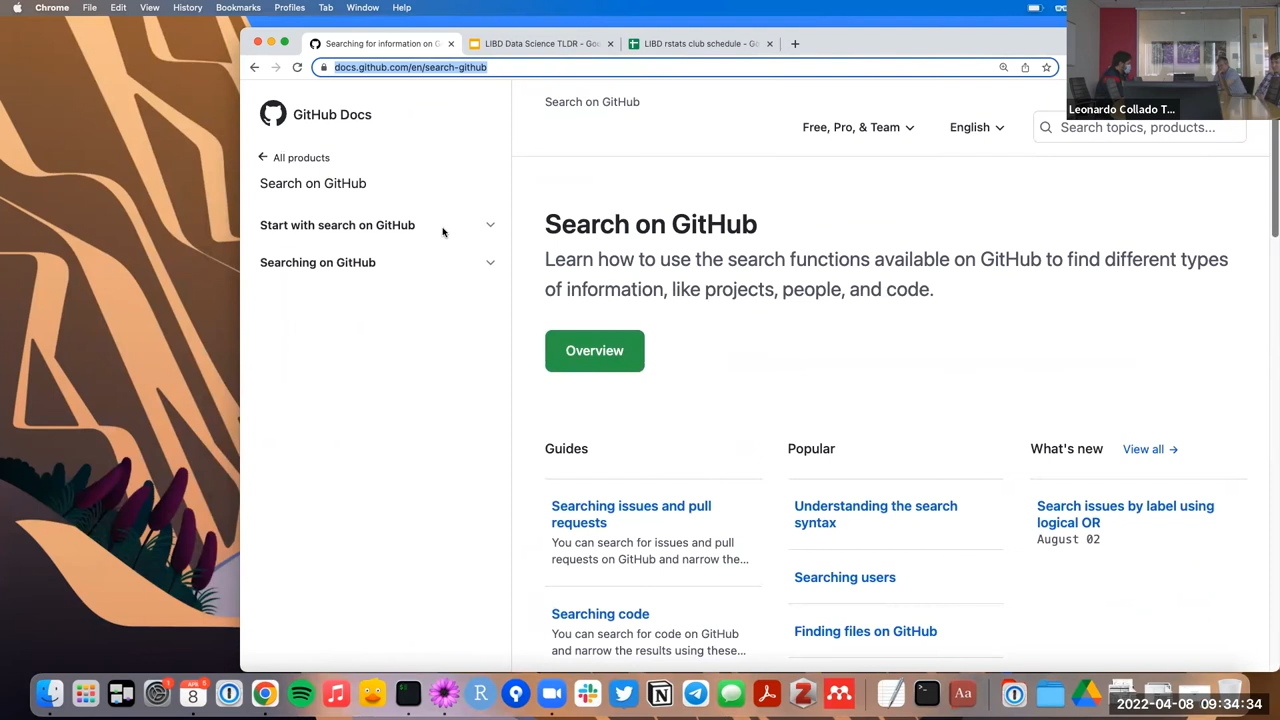 Chrome File Edit View History Bookmarks Profiles Tab Window Help
Searching for information on G
LIBD Data Science TLDR - Goo
LIBD rstats club schedule - Go
docs.github.com/en/search-github
Leonardo Collado T...
GitHub Docs
All products
Search on GitHub
Start with search on GitHub
Searching on GitHub
Search on GitHub
Free, Pro, & Team
English
Search topics, products...
Search on GitHub
Learn how to use the search functions available on GitHub to find different types
of information, like projects, people, and code.
Overview
Guides
Searching issues and pull
requests
You can search for issues and pull
requests on GitHub and narrow the...
Searching code
You can search for code on GitHub
and narrow the results using these...
Popular
Understanding the search
syntax
Searching users
Finding files on GitHub
What's new
View all →
Search issues by label using
logical OR
August 02
8
R
Aa
2022-04-08 09:34:34